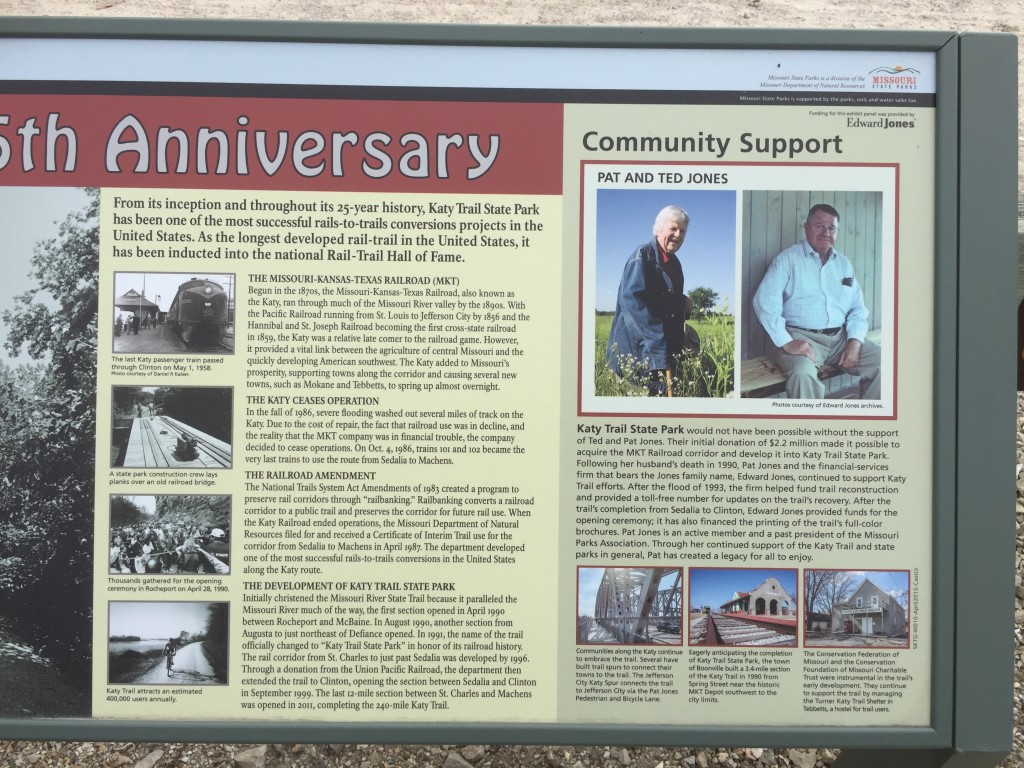 Missouri State Parks is a division of the
Missouri Department of Natural Resources
MISSOURI
STATE PARKS
Missouri State Parks is supported by the parks, soils and water sales tax.
5th Anniversary
From its inception and throughout its 25-year history, Katy Trail State Park
has been one of the most successful rails-to-trails conversions projects in the
United States. As the longest developed rail-trail in the United States, it
has been inducted into the national Rail-Trail Hall of Fame.
The last Katy passenger train passed
through Clinton on May 1, 1958.
Photo courtesy of Daniel R Kaiser.
A state park construction crew lays
planks over an old railroad bridge.
Thousands gathered for the opening
ceremony in Rocheport on April 28, 1990.
Katy Trail attracts an estimated
400,000 users annually.
THE MISSOURI-KANSAS-TEXAS RAILROAD (MKT)
Begun in the 1870s, the Missouri-Kansas-Texas Railroad, also known as
the Katy, ran through much of the Missouri River valley by the 1890s. With
the Pacific Railroad running from St. Louis to Jefferson City by 1856 and the
Hannibal and St. Joseph Railroad becoming the first cross-state railroad
in 1859, the Katy was a relative late comer to the railroad game. However,
it provided a vital link between the agriculture of central Missouri and the
quickly developing American southwest. The Katy added to Missouri's
prosperity, supporting towns along the corridor and causing several new
towns, such as Mokane and Tebbetts, to spring up almost overnight.
THE KATY CEASES OPERATION
In the fall of 1986, severe flooding washed out several miles of track on the
Katy. Due to the cost of repair, the fact that railroad use was in decline, and
the reality that the MKT company was in financial trouble, the company
decided to cease operations. On Oct. 4, 1986, trains 101 and 102 became the
very last trains to use the route from Sedalia to Machens.
THE RAILROAD AMENDMENT
The National Trails System Act Amendments of 1983 created a program to
preserve rail corridors through "railbanking." Railbanking converts a railroad
corridor to a public trail and preserves the corridor for future rail use. When
the Katy Railroad ended operations, the Missouri Department of Natural
Resources filed for and received a Certificate of Interim Trail use for the
corridor from Sedalia to Machens in April 1987. The department developed
one of the most successful rails-to-trails conversions in the United States
along the Katy route.
THE DEVELOPMENT OF KATY TRAIL STATE PARK
Initially christened the Missouri River State Trail because it paralleled the
Missouri River much of the way, the first section opened in April 1990
between Rocheport and McBaine. In August 1990, another section from
Augusta to just northeast of Defiance opened. In 1991, the name of the trail
officially changed to "Katy Trail State Park" in honor of its railroad history.
The rail corridor from St. Charles to just past Sedalia was developed by 1996.
Through a donation from the Union Pacific Railroad, the department then
extended the trail to Clinton, opening the section between Sedalia and Clinton
in September 1999. The last 12-mile section between St. Charles and Machens
was opened in 2011, completing the 240-mile Katy Trail.
Funding for this exhibit panel was provided by
Edward Jones
Community Support
PAT AND TED JONES
Photos courtesy of Edward Jones archives.
Katy Trail State Park would not have been possible without the support
of Ted and Pat Jones. Their initial donation of $2.2 million made it possible to
acquire the MKT Railroad corridor and develop it into Katy Trail State Park.
Following her husband's death in 1990, Pat Jones and the financial-services
firm that bears the Jones family name, Edward Jones, continued to support Katy
Trail efforts. After the flood of 1993, the firm helped fund trail reconstruction
and provided a toll-free number for updates on the trail's recovery. After the
trail's completion from Sedalia to Clinton, Edward Jones provided funds for the
opening ceremony; it has also financed the printing of the trail's full-color
brochures. Pat Jones is an active member and a past president of the Missouri
Parks Association. Through her continued support of the Katy Trail and state
parks in general, Pat has created a legacy for all to enjoy.
Communities along the Katy continue
to embrace the trail. Several have
built trail spurs to connect their
towns to the trail. The Jefferson
City Katy Spur connects the trail
to Jefferson City via the Pat Jones
Pedestrian and Bicycle Lane.
Eagerly anticipating the completion
of Katy Trail State Park, the town
of Boonville built a 3.4-mile section
of the Katy Trail in 1990 from
Spring Street near the historic
MKT Depot southwest to the
city limits.
The Conservation Federation of
Missouri and the Conservation
Foundation of Missouri Charitable
Trust were instrumental in the trail's
early development. They continue
to support the trail by managing
the Turner Katy Trail Shelter in
Tebbetts, a hostel for trail users.